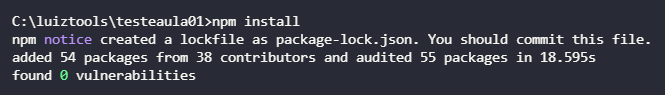 C:\luiztools\testeaula01>npm install
npm notice created a lockfile as package-lock.json. You should commit this file.
added 54 packages from 38 contributors and audited 55 packages in 18.595s
found 0 vulnerabilities